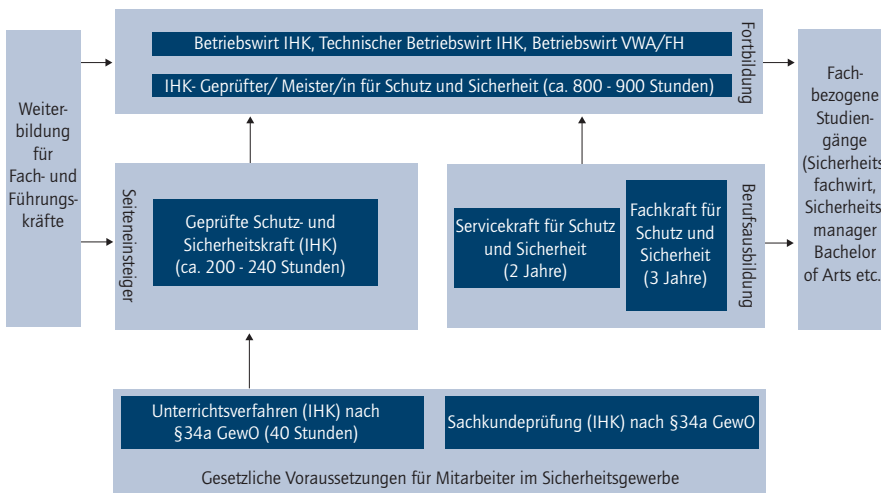 Weiter-
bildung
für
Fach- und
Führungs-
kräfte
Betriebswirt IHK, Technischer Betriebswirt IHK, Betriebswirt VWA/FH
IHK- Geprüfter/ Meister/in für Schutz und Sicherheit (ca. 800 - 900 Stunden)
Fortbildung
Seiteneinsteiger
Geprüfte Schutz- und
Sicherheitskraft (IHK)
(ca. 200 - 240 Stunden)
Servicekraft für Schutz
und Sicherheit
(2 Jahre)
Fachkraft für
Schutz und
Sicherheit
(3 Jahre)
Berufsausbildung
Fach-
bezogene
Studien-
gänge
(Sicherheits
fachwirt,
Sicherheits
manager
Bachelor
of Arts etc.
Unterrichtsverfahren (IHK) nach
§34a GewO (40 Stunden)
Sachkundeprüfung (IHK) nach §34a GewO
Gesetzliche Voraussetzungen für Mitarbeiter im Sicherheitsgewerbe